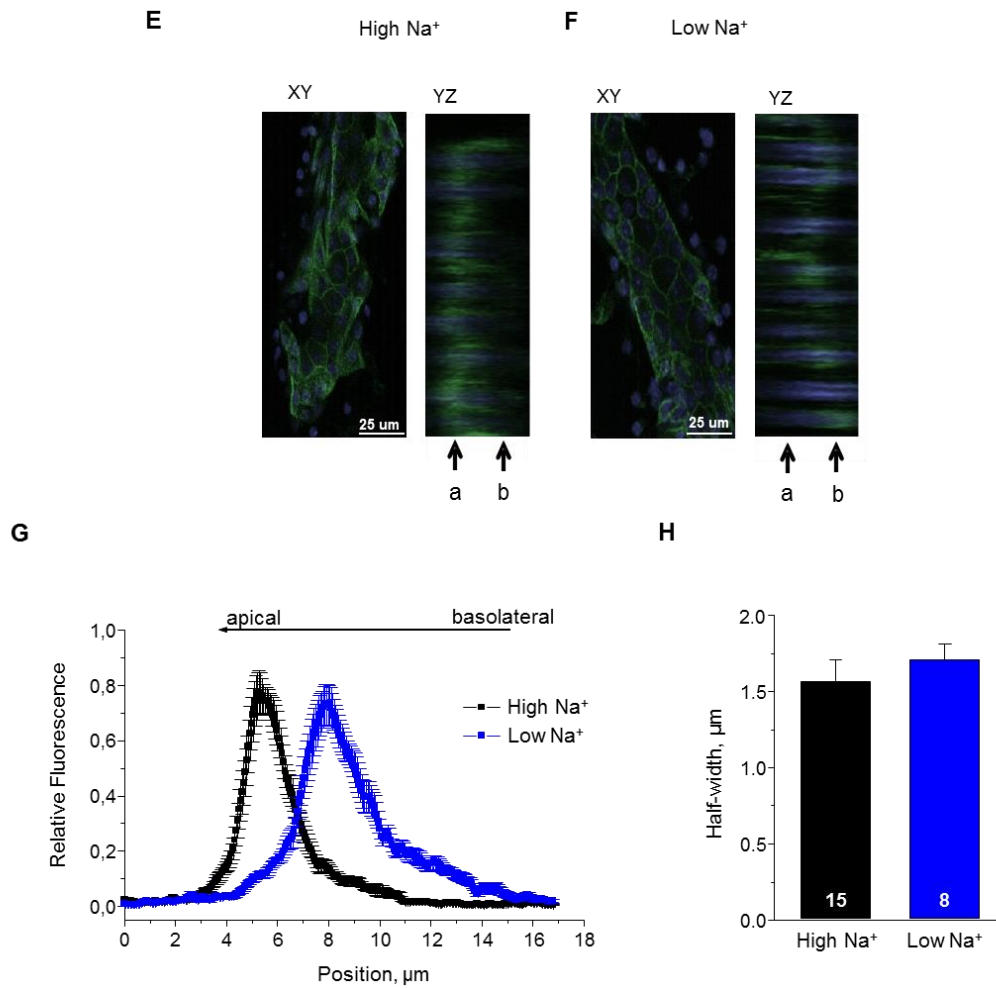 E
High Na⁺
F
Low Na⁺
XY
YZ
XY
YZ
25 um
25 um
a
b
a
b
G
H
apical
basolateral
1,0
0,8
0,6
0,4
0,2
0,0
Relative Fluorescence
High Na⁺
Low Na⁺
0 2 4 6 8 10 12 14 16 18
Position, µm
2.0
1.5
1.0
0.5
0.0
Half-width, µm
15
8
High Na⁺
Low Na⁺